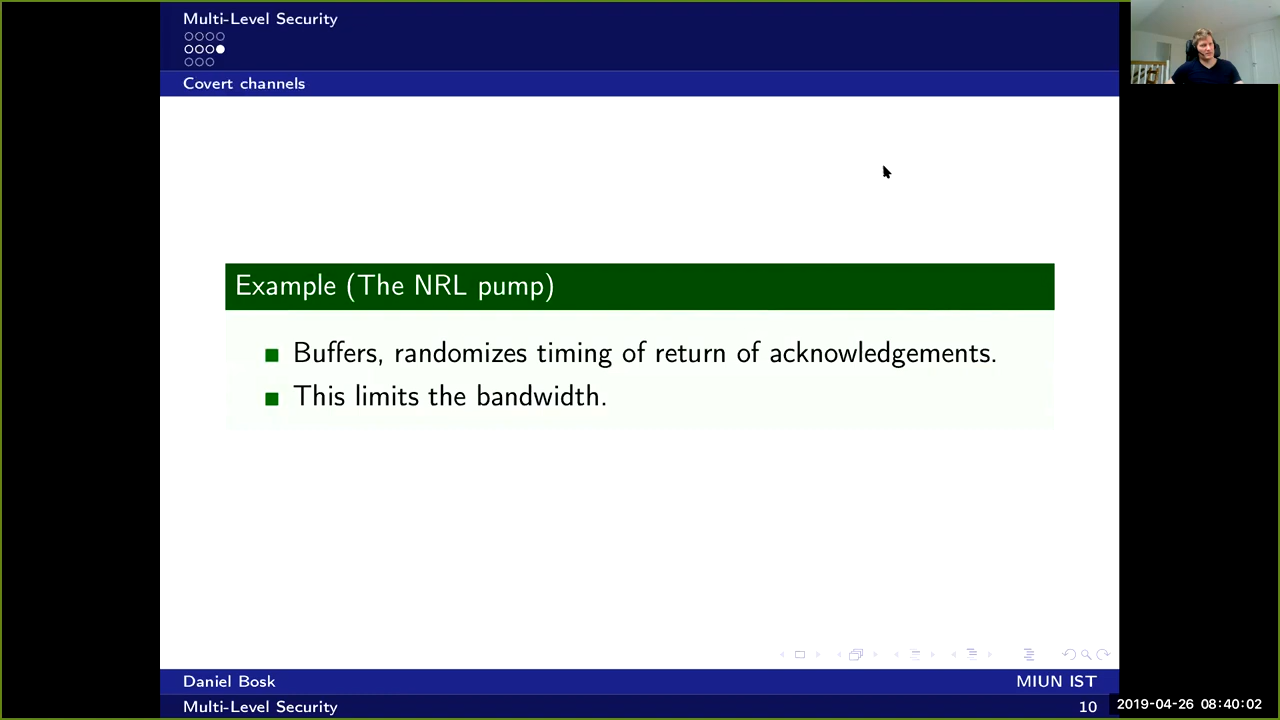 Multi-Level Security
Covert channels
Example (The NRL pump)
Buffers, randomizes timing of return of acknowledgements.
This limits the bandwidth.
Daniel Bosk MIUN IST
Multi-Level Security 10
2019-04-26 08:40:02